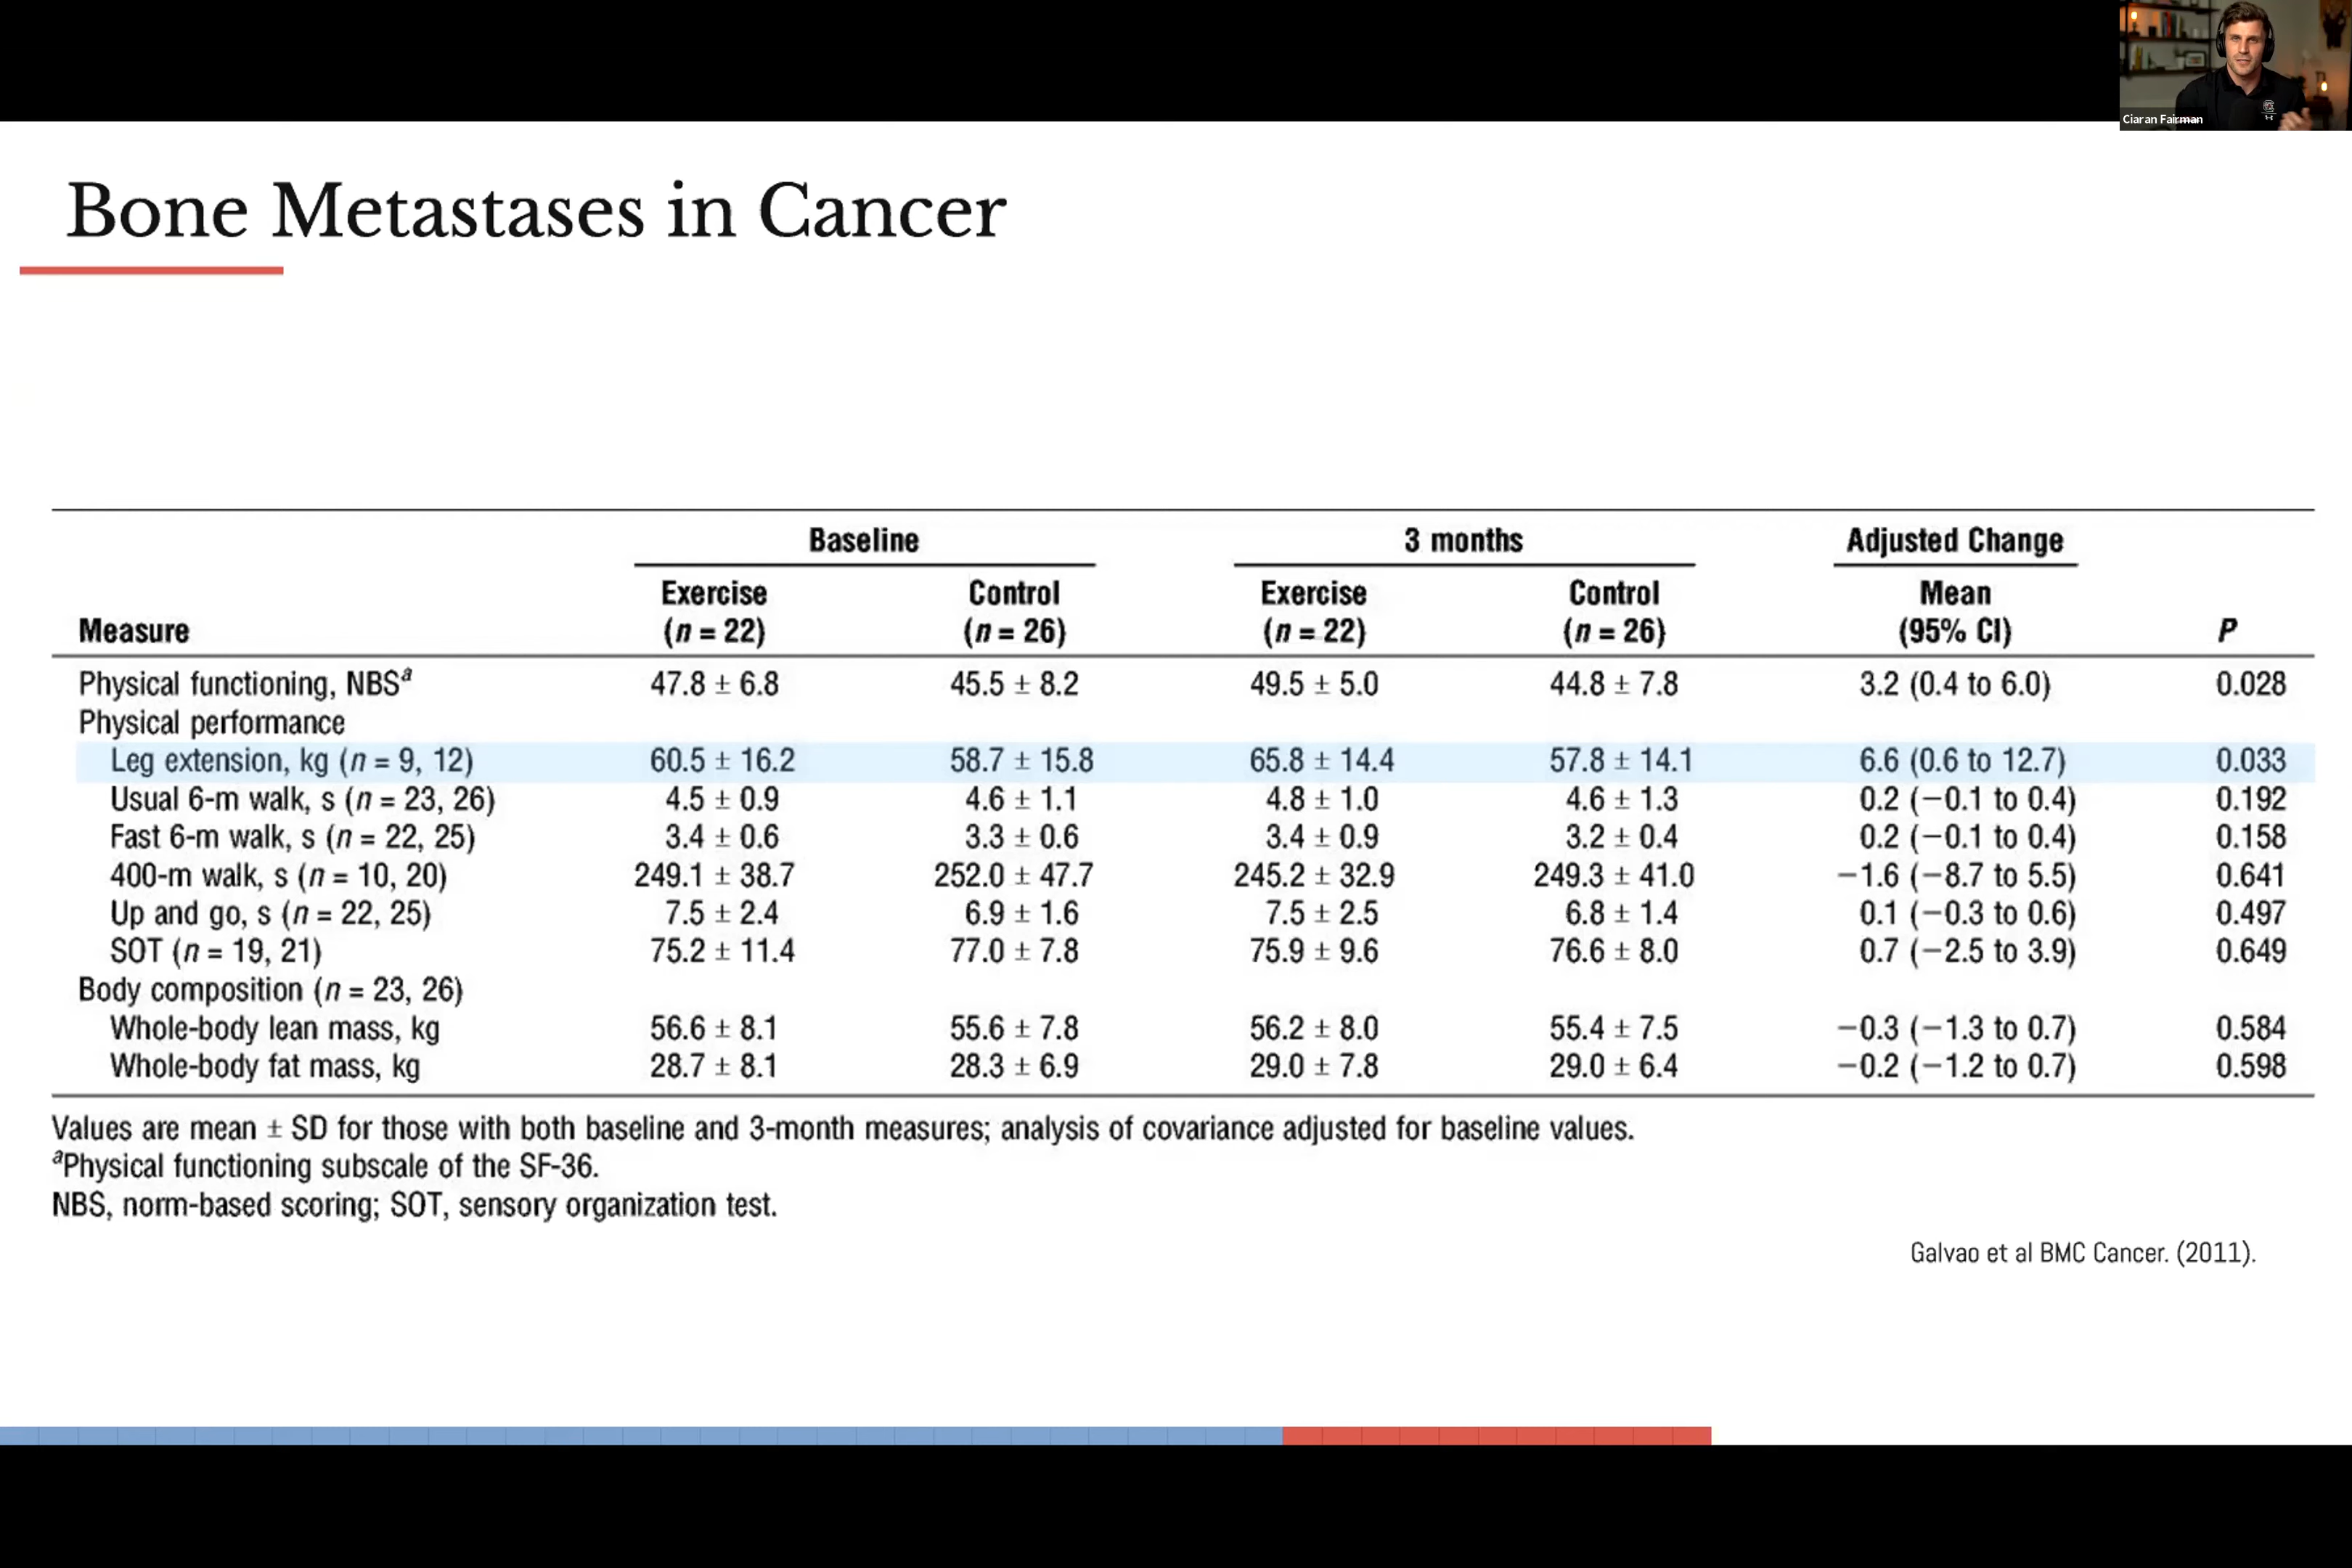 Ciaran Fairman
Bone Metastases in Cancer
Baseline 3 months Adjusted Change
Exercise Control Exercise Control Mean
Measure (n = 22) (n = 26) (n = 22) (n = 26) (95% CI) P
Physical functioning, NBSª 47.8 ± 6.8 45.5 ± 8.2 49.5 ± 5.0 44.8 ± 7.8 3.2 (0.4 to 6.0) 0.028
Physical performance
Leg extension, kg (n = 9, 12) 60.5 ± 16.2 58.7 ± 15.8 65.8 ± 14.4 57.8 ± 14.1 6.6 (0.6 to 12.7) 0.033
Usual 6-m walk, s (n = 23, 26) 4.5 ± 0.9 4.6 ± 1.1 4.8 ± 1.0 4.6 ± 1.3 0.2 (−0.1 to 0.4) 0.192
Fast 6-m walk, s (n = 22, 25) 3.4 ± 0.6 3.3 ± 0.6 3.4 ± 0.9 3.2 ± 0.4 0.2 (−0.1 to 0.4) 0.158
400-m walk, s (n = 10, 20) 249.1 ± 38.7 252.0 ± 47.7 245.2 ± 32.9 249.3 ± 41.0 −1.6 (−8.7 to 5.5) 0.641
Up and go, s (n = 22, 25) 7.5 ± 2.4 6.9 ± 1.6 7.5 ± 2.5 6.8 ± 1.4 0.1 (−0.3 to 0.6) 0.497
SOT (n = 19, 21) 75.2 ± 11.4 77.0 ± 7.8 75.9 ± 9.6 76.6 ± 8.0 0.7 (−2.5 to 3.9) 0.649
Body composition (n = 23, 26)
Whole-body lean mass, kg 56.6 ± 8.1 55.6 ± 7.8 56.2 ± 8.0 55.4 ± 7.5 −0.3 (−1.3 to 0.7) 0.584
Whole-body fat mass, kg 28.7 ± 8.1 28.3 ± 6.9 29.0 ± 7.8 29.0 ± 6.4 −0.2 (−1.2 to 0.7) 0.598
Values are mean ± SD for those with both baseline and 3-month measures; analysis of covariance adjusted for baseline values.
ªPhysical functioning subscale of the SF-36.
NBS, norm-based scoring; SOT, sensory organization test.
Galvao et al BMC Cancer. (2011).